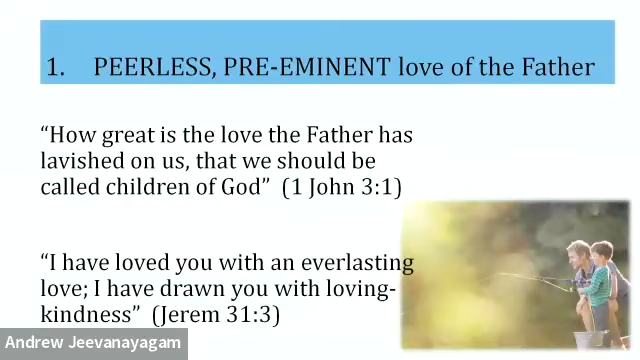 1. PEERLESS, PRE-EMINENT love of the Father
“How great is the love the Father has
lavished on us, that we should be
called children of God” (1 John 3:1)
“I have loved you with an everlasting
love; I have drawn you with loving-
kindness” (Jerem 31:3)
Andrew Jeevanayagam